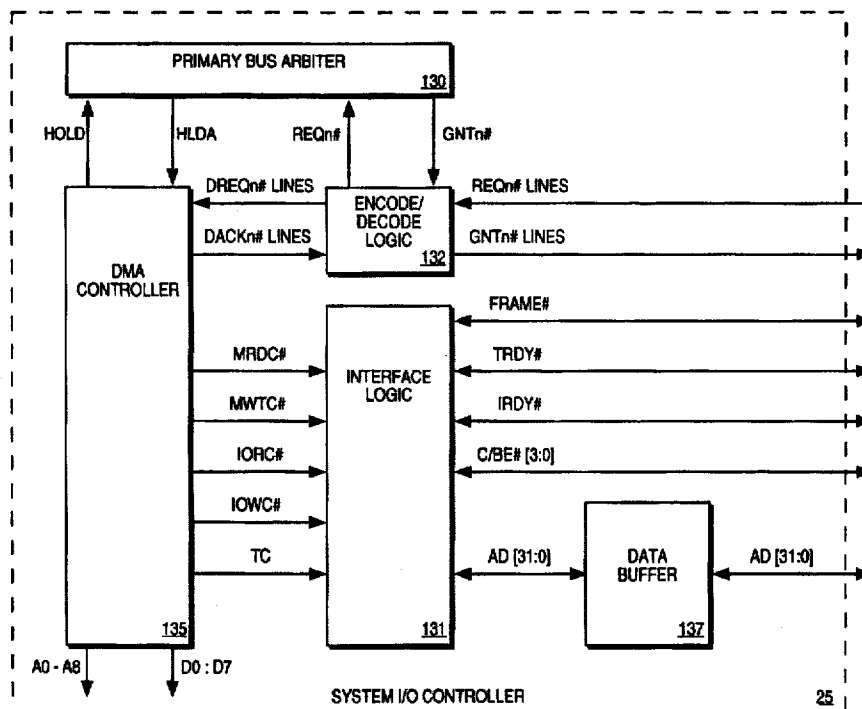 PRIMARY BUS ARBITER
130
HOLD
HLDA
REQn#
GNTn#
DREQn# LINES
DACKn# LINES
ENCODE/
DECODE
LOGIC
132
REQn# LINES
GNTn# LINES
DMA
CONTROLLER
FRAME#
MRDC#
TRDY#
INTERFACE
LOGIC
MWTC#
IRDY#
IORC#
C/BE# [3:0]
IOWC#
TC
AD [31:0]
DATA
BUFFER
AD [31:0]
135
131
137
A0 - A8
D0 : D7
SYSTEM I/O CONTROLLER
25